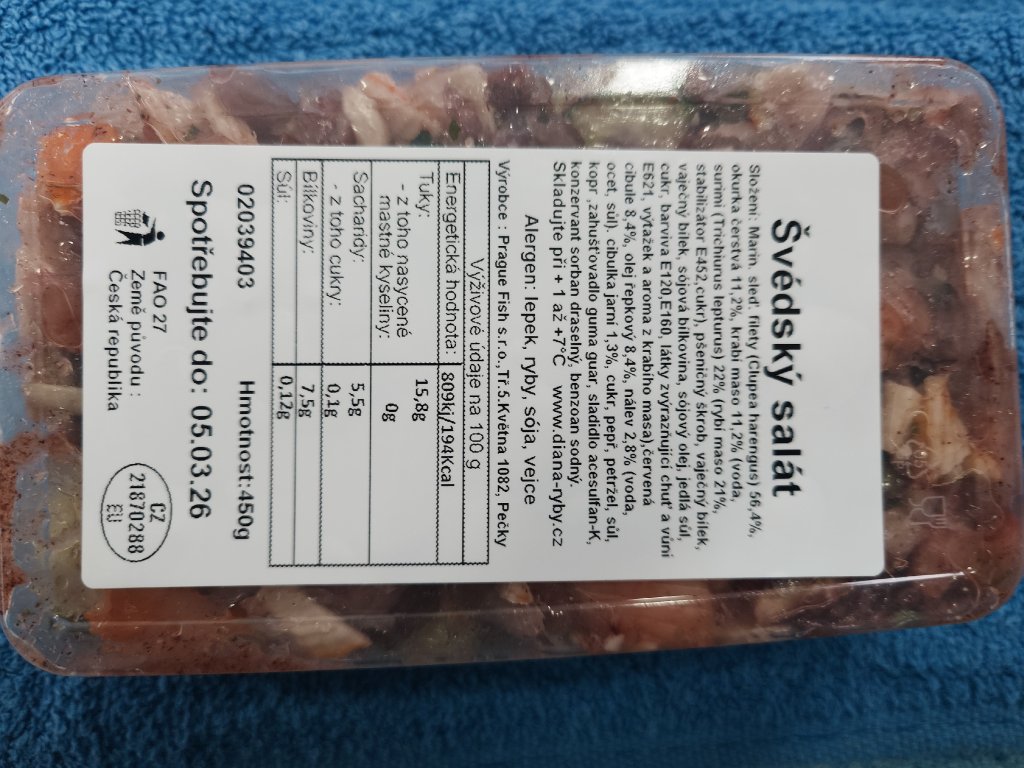 Švédský salát
Složení: Marin. sleď. filety (Clupea harengus) 56,4%,
okurka čerstvá 11,2%, krabí maso 11,2% (voda,
surimi (Trichiurus lepturus) 22% (rybí maso 21%,
stabilizátor E452,cukr), pšeničný škrob, vaječný bílek,
vaječný bílek, sójová bílkovina, sójový olej, jedlá sůl,
cukr, barviva E120,E160, látky zvýrazňující chuť a vůni
E621, výtažek a aroma z krabího masa),červená
cibule 8,4%, olej řepkový 8,4%, nálev 2,8% (voda,
ocet, sůl). cibulka jarní 1,3%, cukr, pepř, petržel, sůl,
kopr ,zahušťovadlo guma guar, sladidlo acesulfan-K,
konzervant sorban draselný, benzoan sodný.
Skladujte při + 1 až +7°C www.diana-ryby.cz
Alergen: lepek, ryby, sója, vejce
Výrobce : Prague Fish s.r.o.,Tř.5.Května 1082, Pečky
Výživové údaje na 100 g
Energetická hodnota: 809kj/194kcal
Tuky: 15,8g
- z toho nasycené
mastné kyseliny: 0g
Sacharidy: 5,5g
- z toho cukry: 0,1g
Bílkoviny: 7,5g
Sůl: 0,12g
02039403 Hmotnost:450g
Spotřebujte do: 05.03.26
FAO 27
Země původu :
Česká republika
CZ
21870288
EU